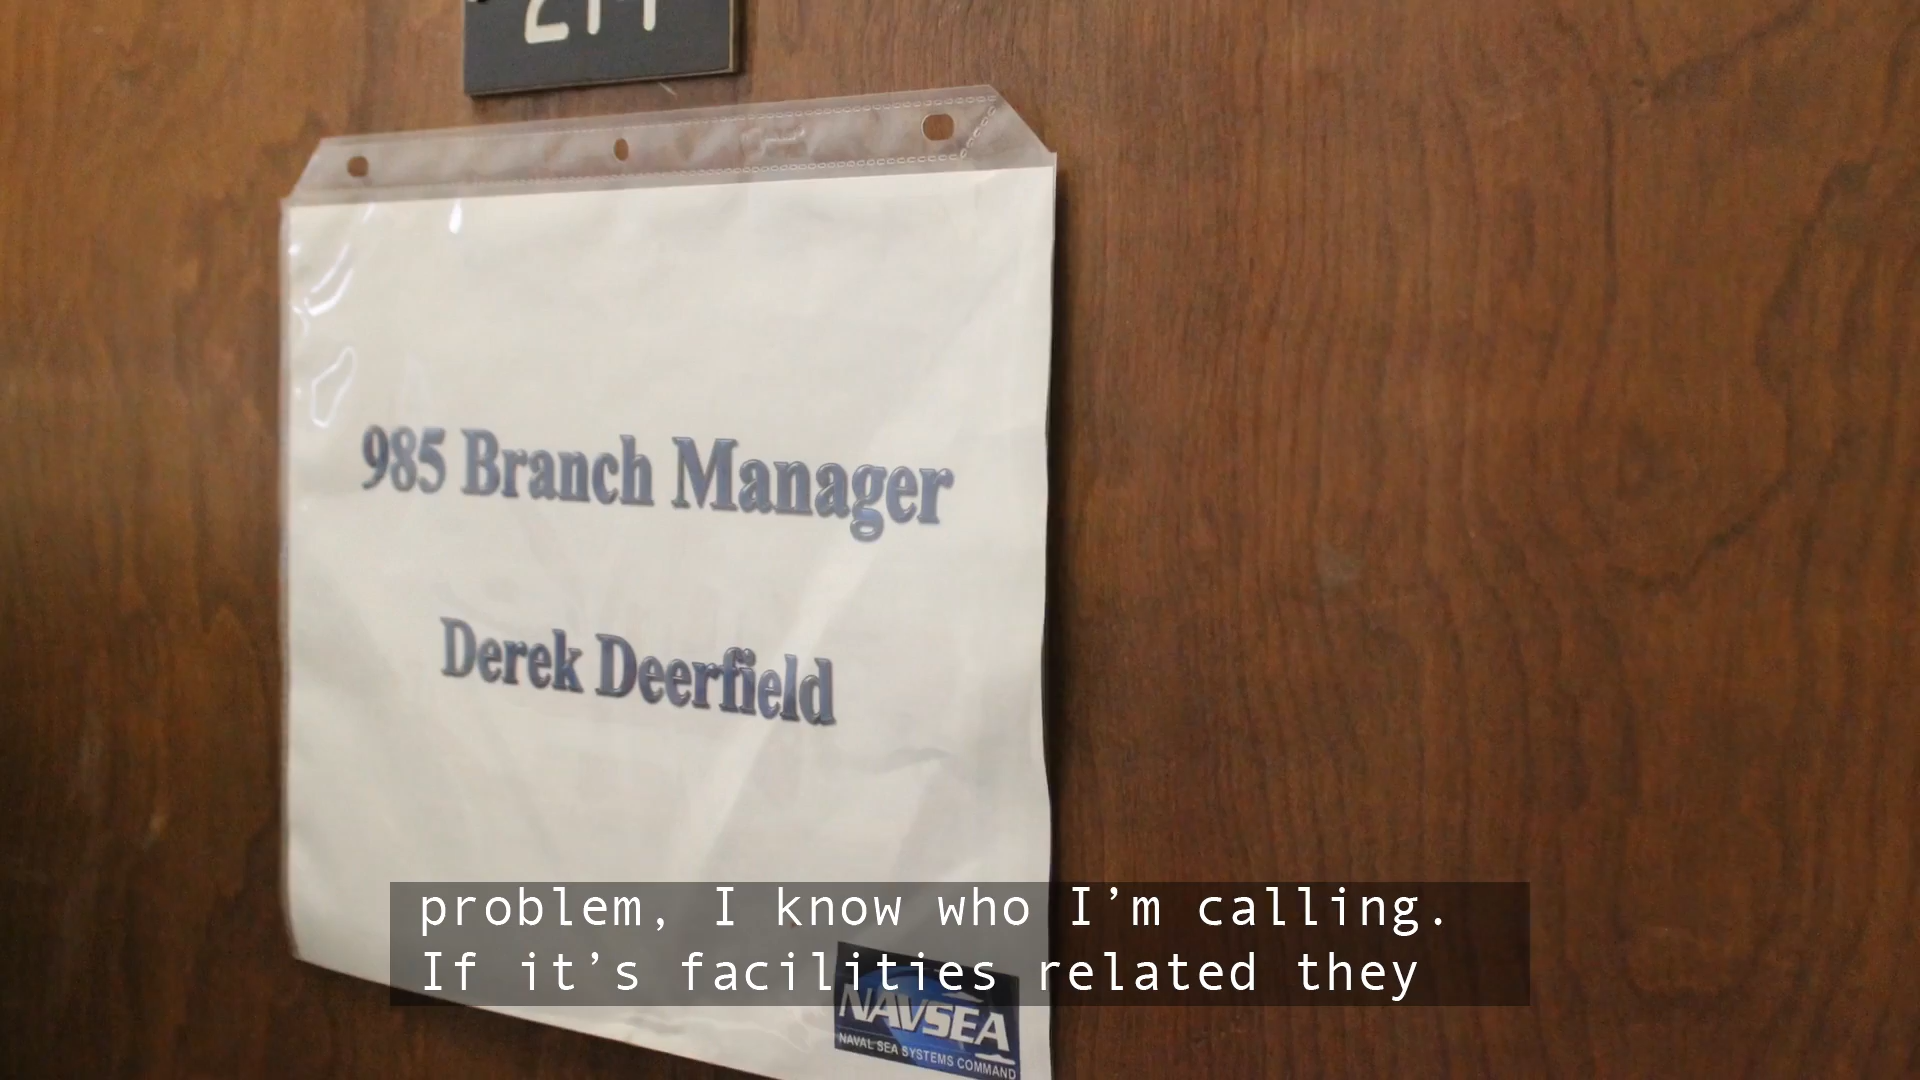 985 Branch Manager
Derek Deerfield
problem, I know who I’m calling.
If it’s facilities related they
NAVSEA
NAVAL SEA SYSTEMS COMMAND